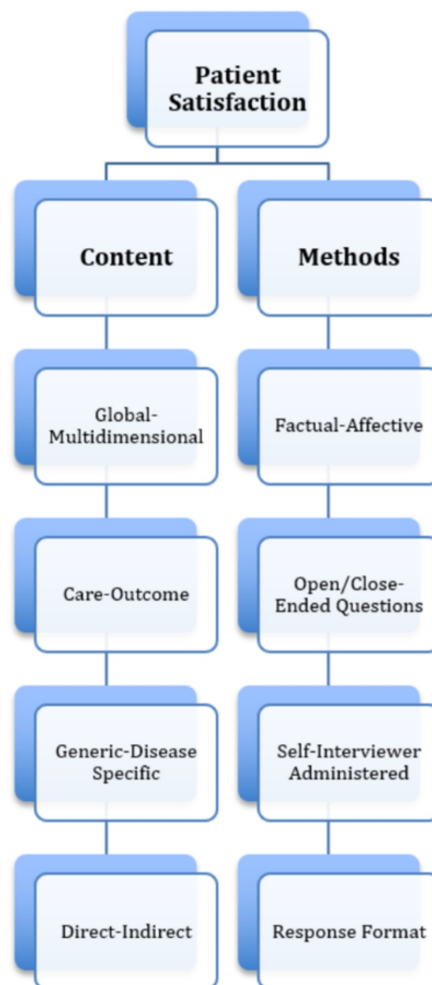 Patient
Satisfaction
Content
Methods
Global-
Multidimensional
Factual-Affective
Care-Outcome
Open/Close-
Ended Questions
Generic-Disease
Specific
Self-Interviewer
Administered
Direct-Indirect
Response Format